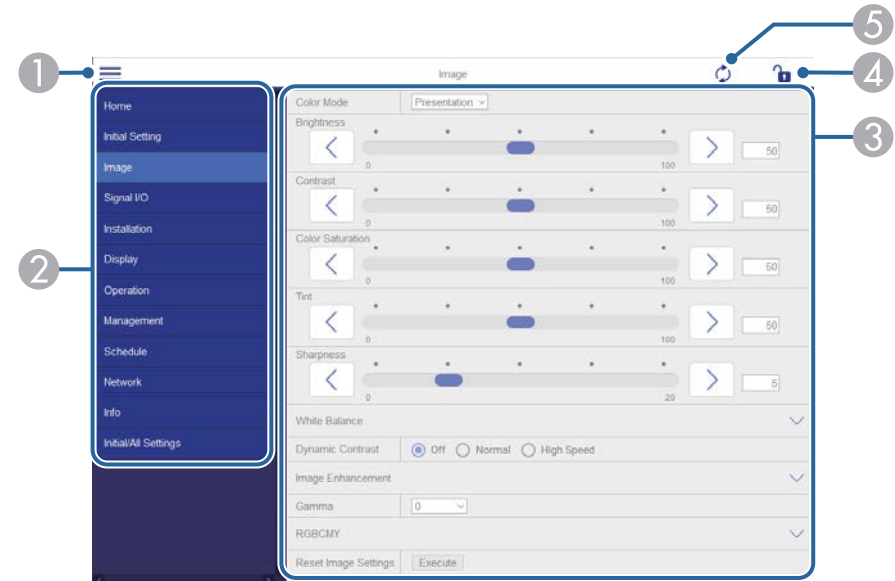 5
1
Image
4
Home
Initial Setting
Image
Signal I/O
Installation
Display
Operation
Management
Schedule
Network
Info
Initial/All Settings
2
3
Color Mode Presentation
Brightness
0 100 50
Contrast
0 100 50
Color Saturation
0 100 50
Tint
0 100 50
Sharpness
0 20 5
White Balance
Dynamic Contrast Off Normal High Speed
Image Enhancement
Gamma 0
RGBCMY
Reset Image Settings Execute